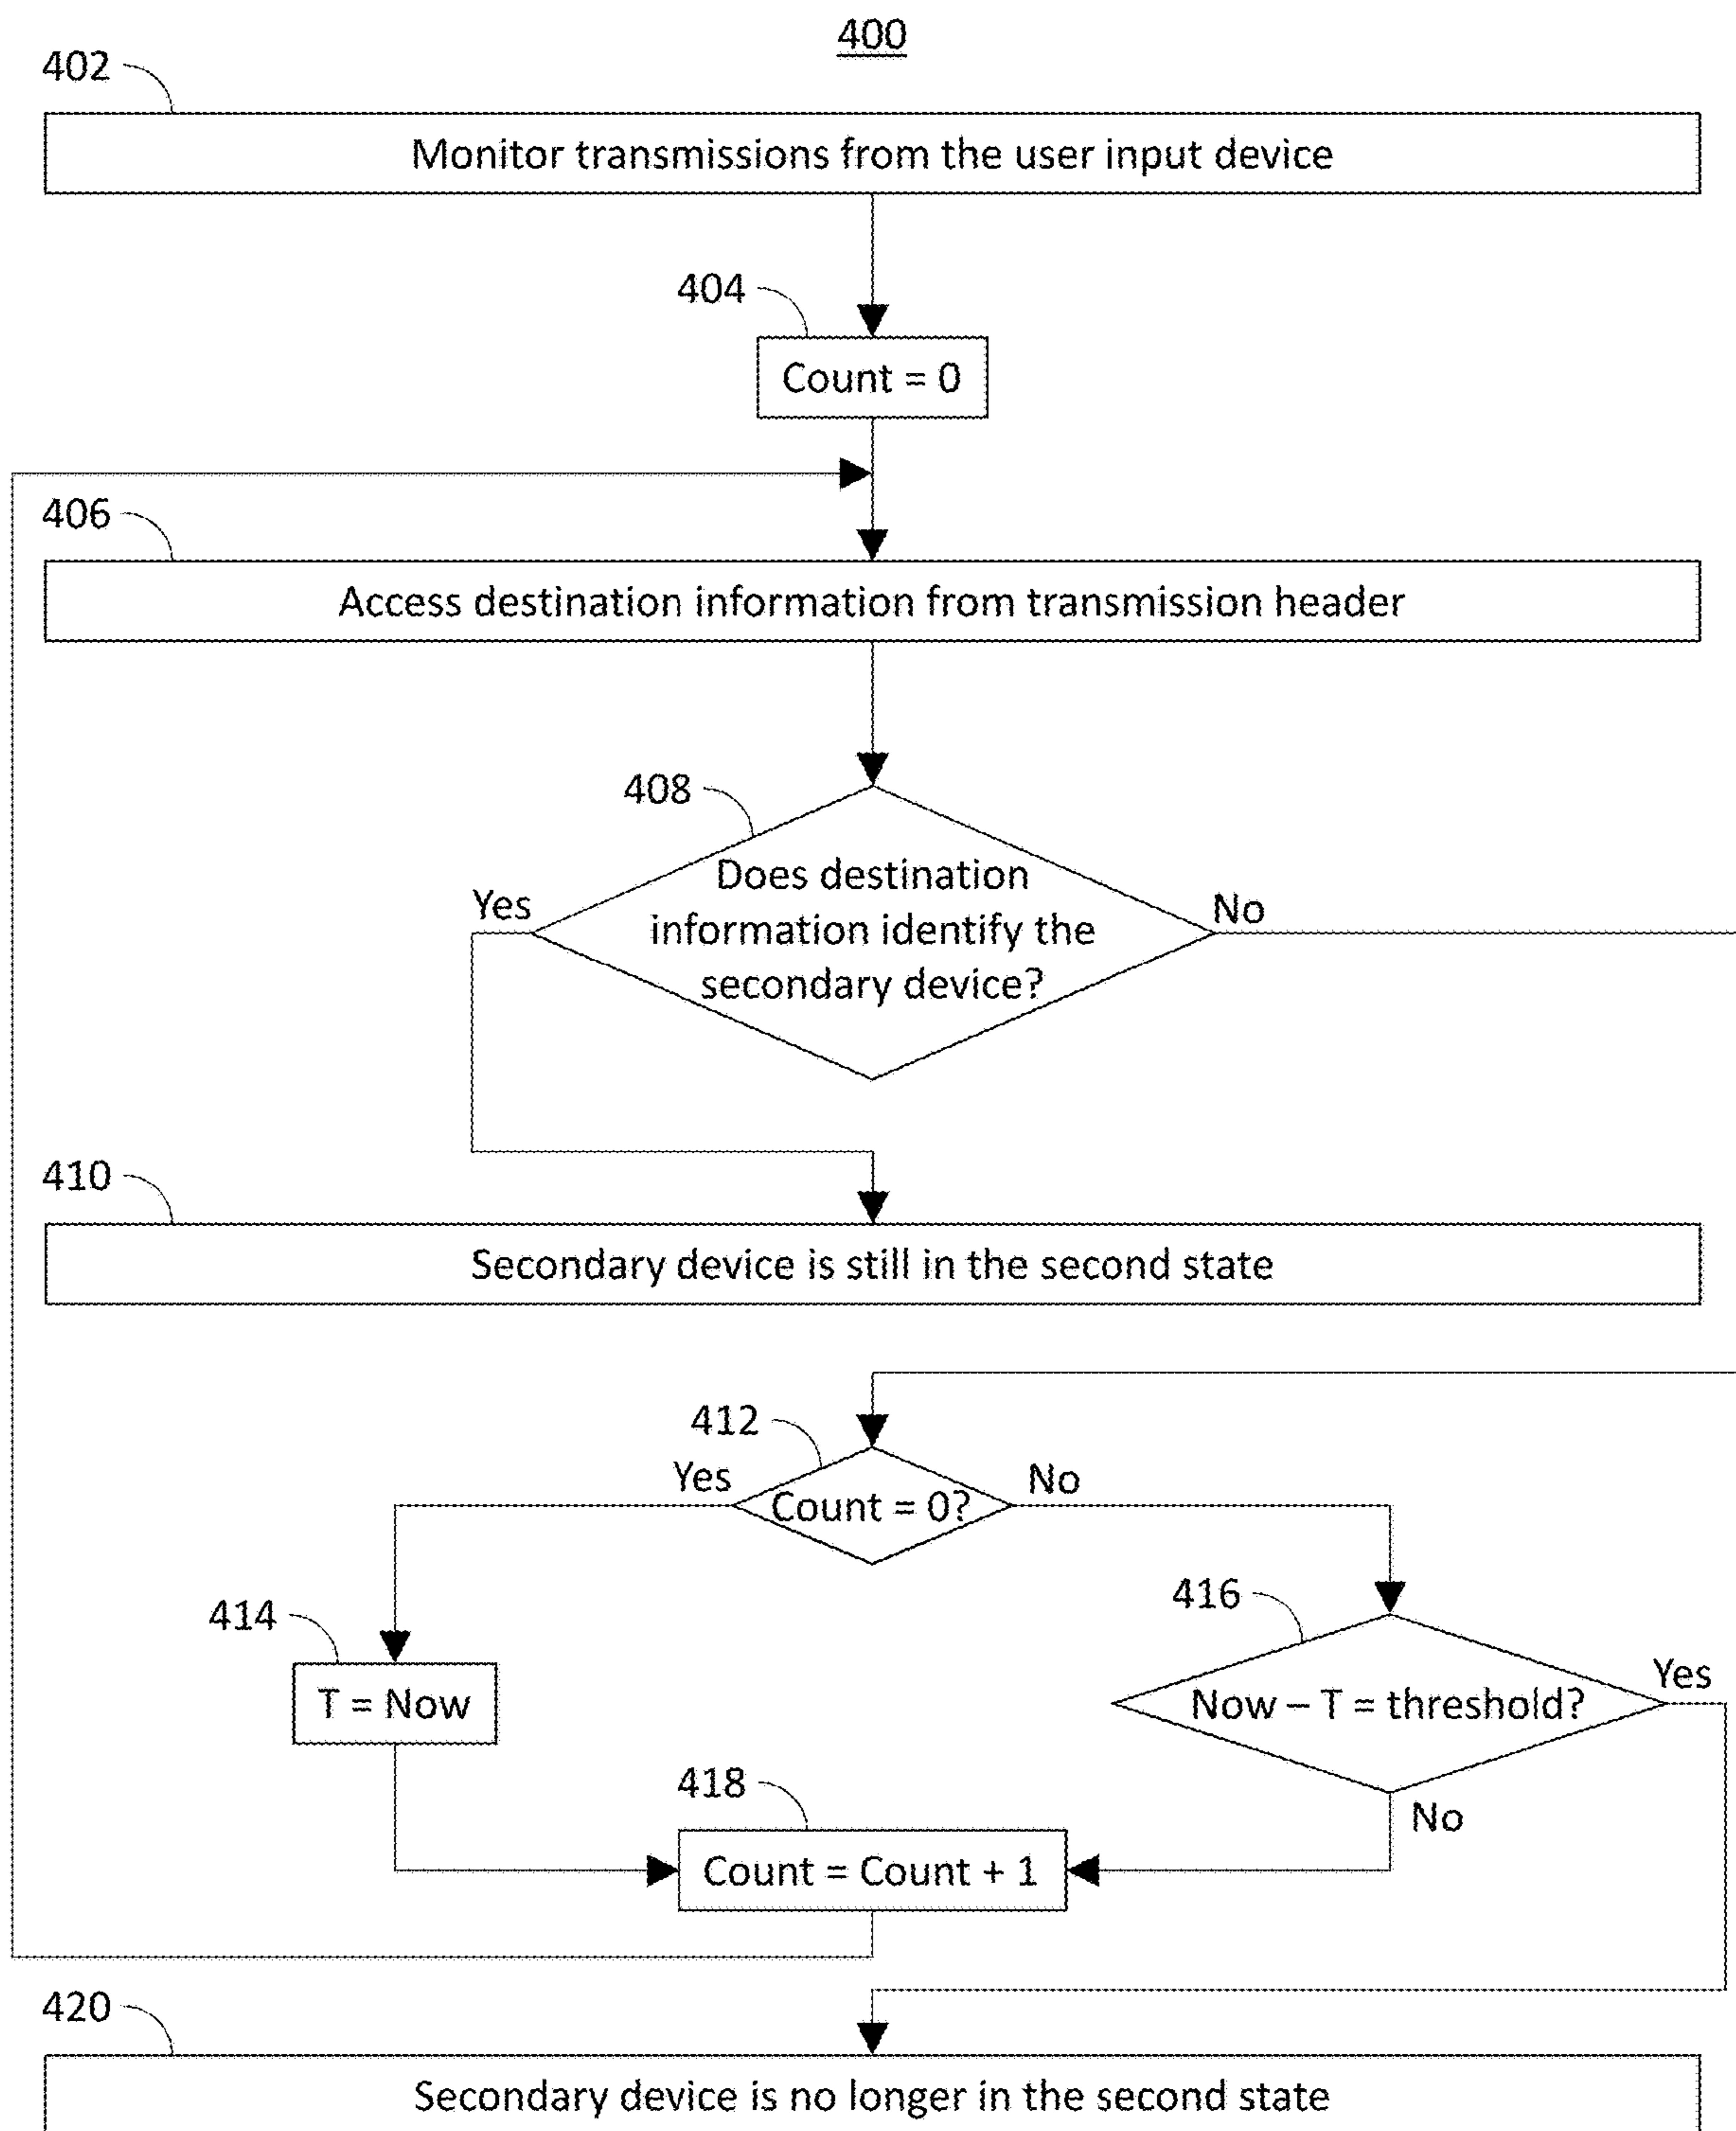 400
402
Monitor transmissions from the user input device
404
Count = 0
406
Access destination information from transmission header
408
Does destination
information identify the
secondary device?
Yes
No
410
Secondary device is still in the second state
412
Count = 0?
Yes
No
414
T = Now
416
Now – T = threshold?
Yes
No
418
Count = Count + 1
420
Secondary device is no longer in the second state